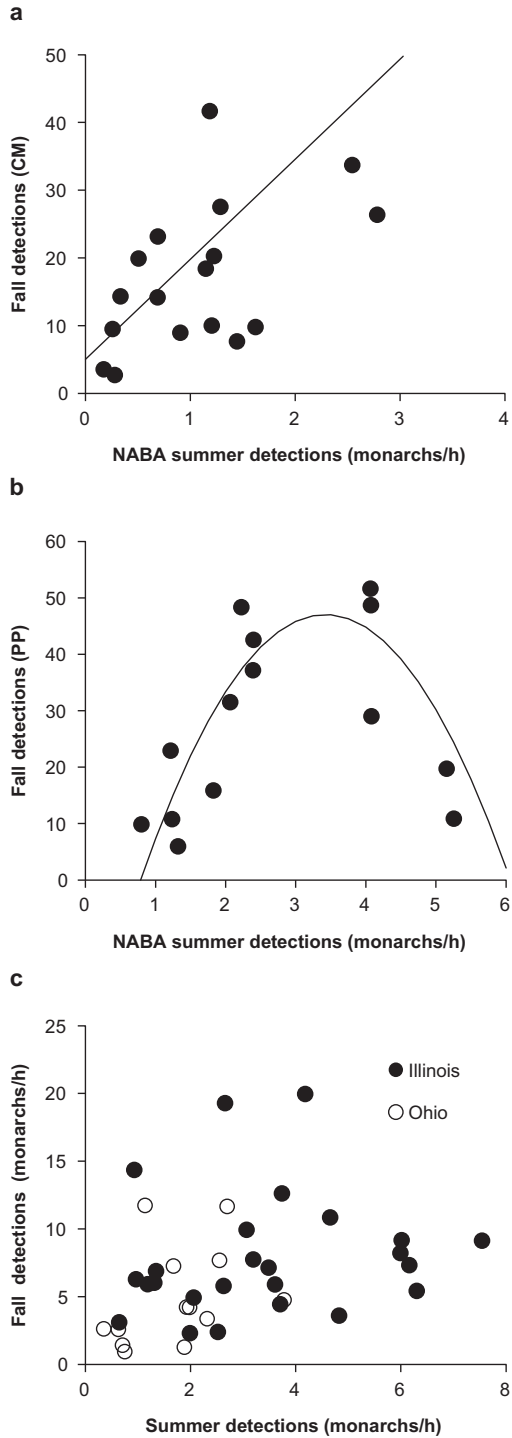 a
50
40
30
20
10
0
Fall detections (CM)
0 1 2 3 4
NABA summer detections (monarchs/h)
b
60
50
40
30
20
10
0
Fall detections (PP)
0 1 2 3 4 5 6
NABA summer detections (monarchs/h)
c
25
20
15
10
5
0
Fall detections (monarchs/h)
Illinois
Ohio
0 2 4 6 8
Summer detections (monarchs/h)